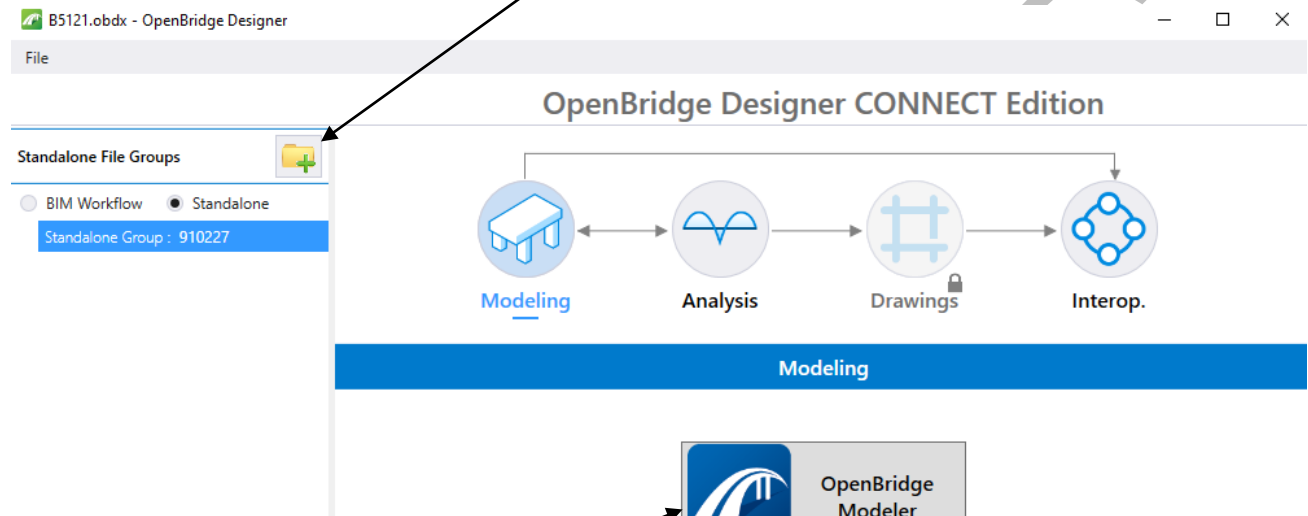 B5121.obdx - OpenBridge Designer
File
OpenBridge Designer CONNECT Edition
Standalone File Groups
BIM Workflow Standalone
Standalone Group : 910227
Modeling Analysis Drawings Interop.
Modeling
OpenBridge
Modeler